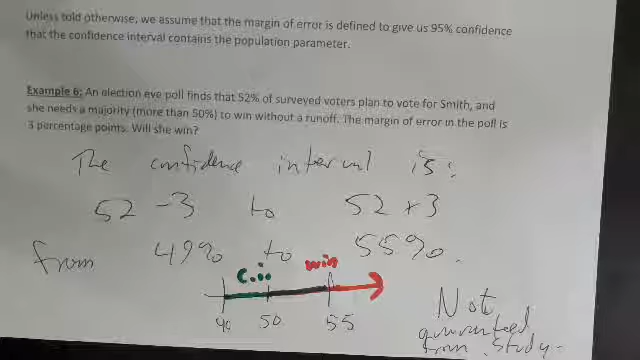 Unless told otherwise, we assume that the margin of error is defined to give us 95% confidence
that the confidence interval contains the population parameter.
Example 6: An election eve poll finds that 52% of surveyed voters plan to vote for Smith, and
she needs a majority (more than 50%) to win without a runoff. The margin of error in the poll is
3 percentage points. Will she win?
The confidence interval is:
52 - 3 to 52 + 3
from 49% to 55%.
C.i. win
50 55
Not
guaranteed
from study.